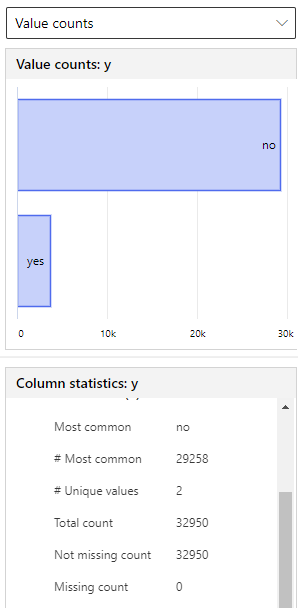 Value counts
Value counts: y
no
yes
0 10k 20k 30k
Column statistics: y
Most common no
# Most common 29258
# Unique values 2
Total count 32950
Not missing count 32950
Missing count 0